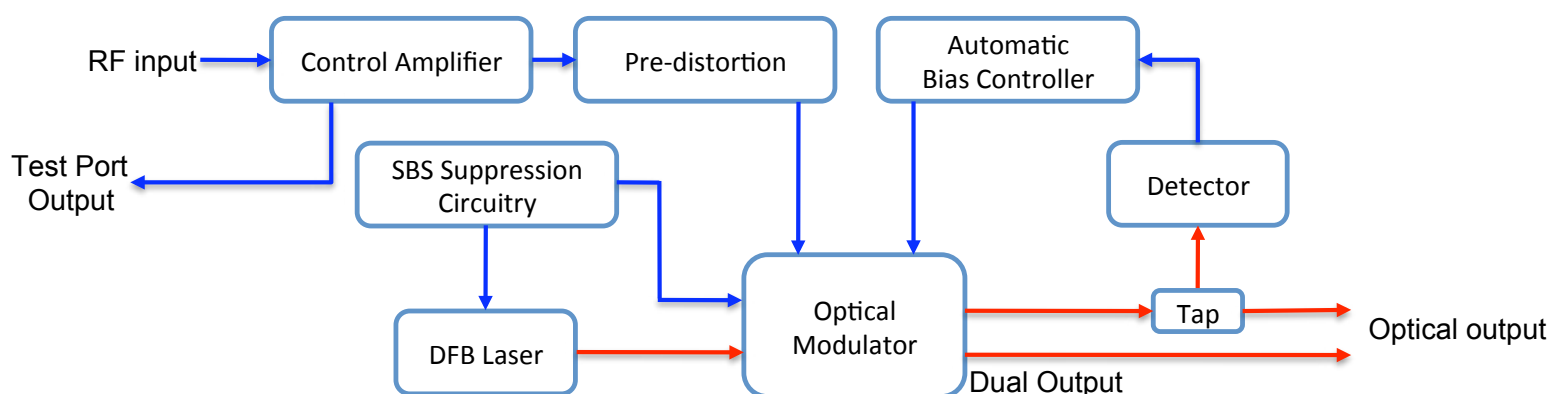 RF input
Control Amplifier
Pre-distortion
Automatic
Bias Controller
Test Port
Output
SBS Suppression
Circuitry
Detector
DFB Laser
Optical
Modulator
Tap
Optical output
Dual Output